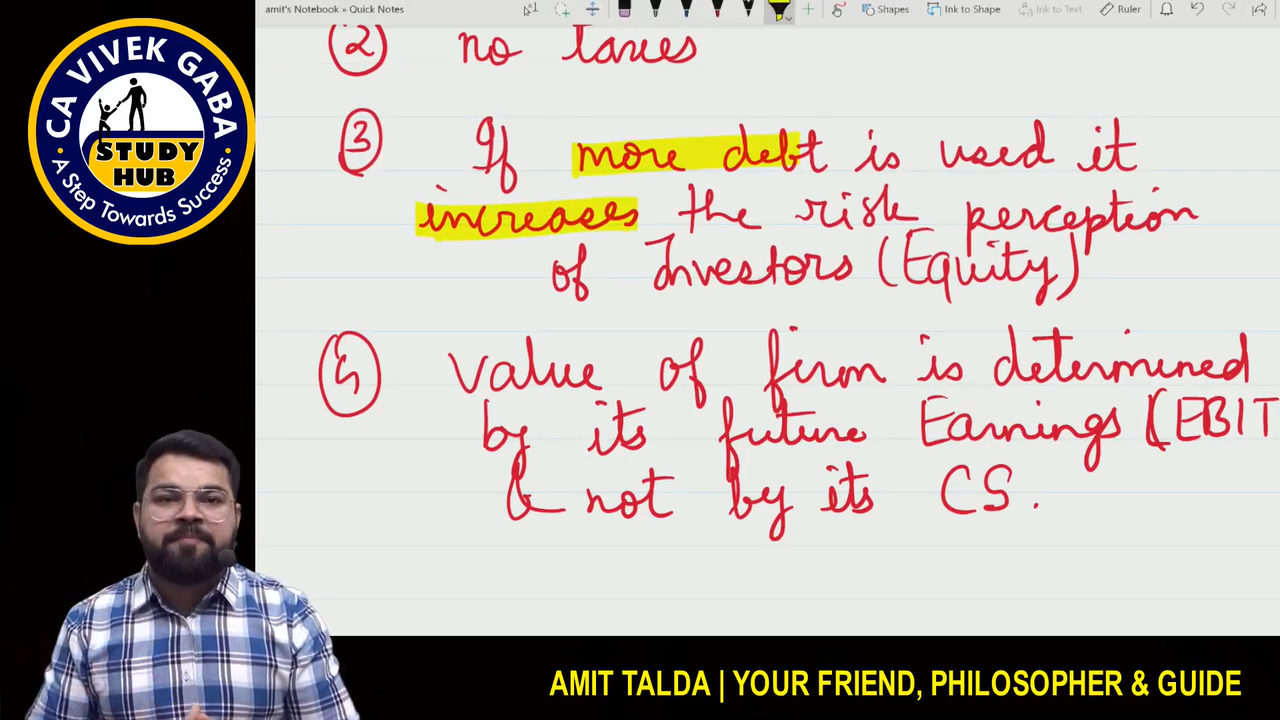 amit's Notebook » Quick Notes
Shapes
Ink to Shape
Ink to Text
Ruler
CA VIVEK GABA
STUDY
HUB
· A Step Towards Success ·
(2) no taxes
(3) If more debt is used it
increases the risk perception
of Investors (Equity)
(4) value of firm is determined
by its future Earnings (EBIT
& not by its CS.
AMIT TALDA | YOUR FRIEND, PHILOSOPHER & GUIDE